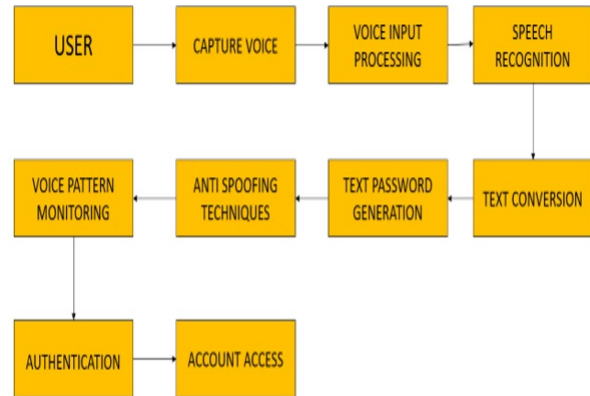 USER
CAPTURE VOICE
VOICE INPUT
PROCESSING
SPEECH
RECOGNITION
VOICE PATTERN
MONITORING
ANTI SPOOFING
TECHNIQUES
TEXT PASSWORD
GENERATION
TEXT CONVERSION
AUTHENTICATION
ACCOUNT ACCESS